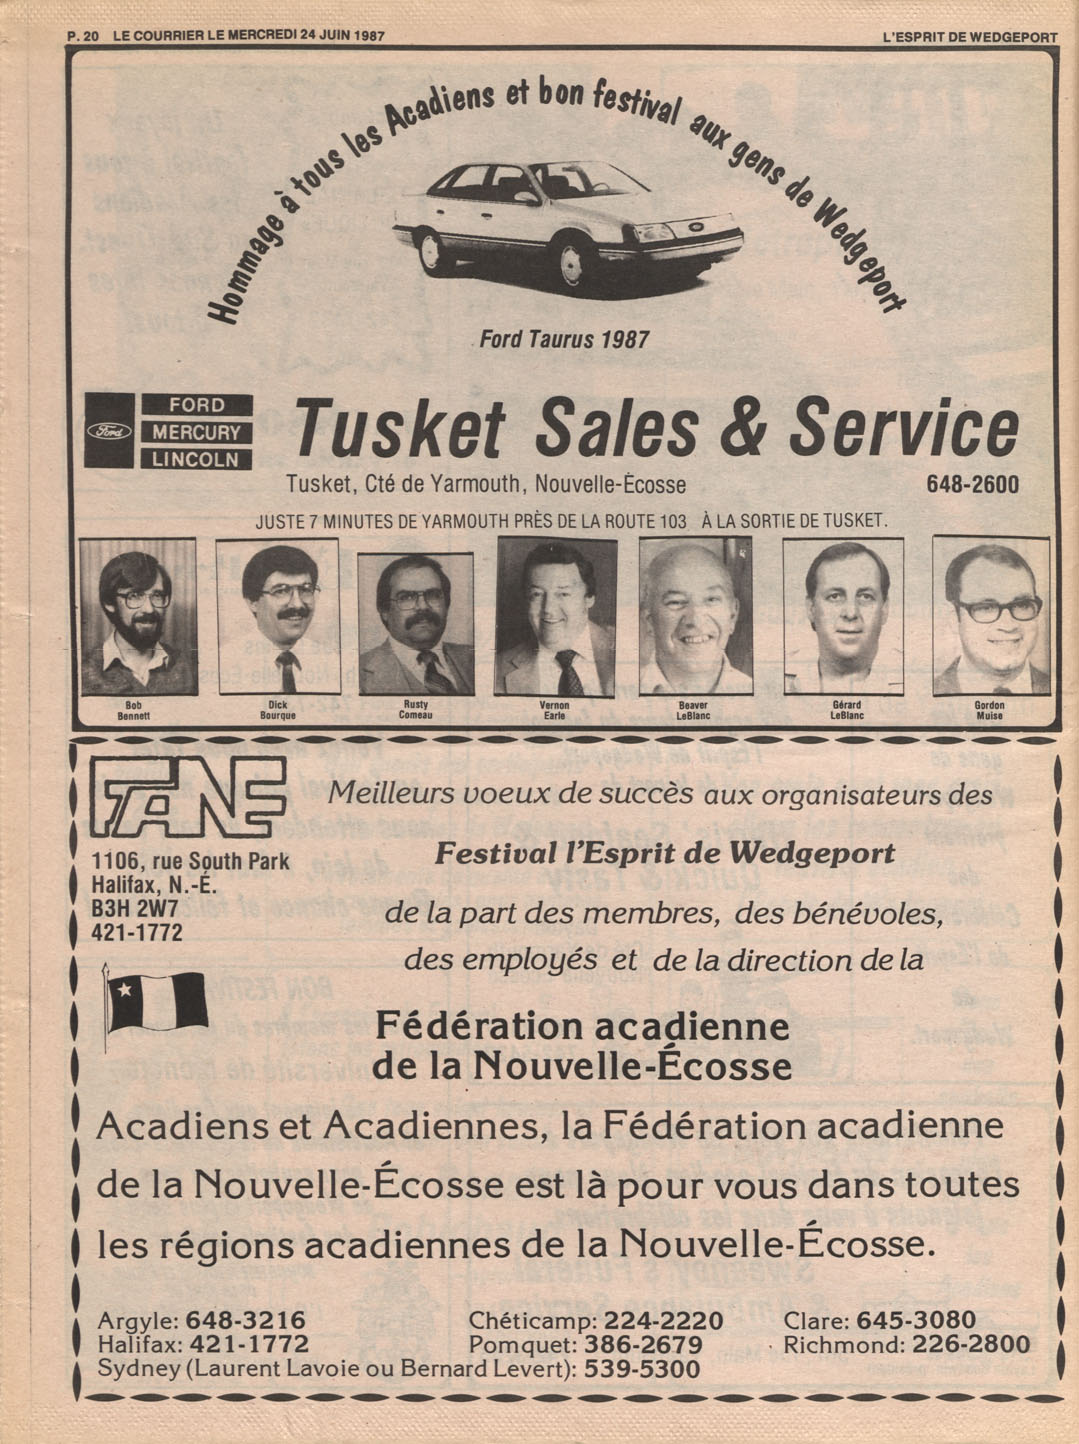 P. 20 LE COURRIER LE MERCREDI 24 JUIN 1987
L'ESPRIT DE WEDGEPORT
Hommage à tous les Acadiens et bon festival aux gens de Wedgeport
Ford Taurus 1987
Ford
FORD
MERCURY
LINCOLN
Tusket Sales & Service
Tusket, Cté de Yarmouth, Nouvelle-Écosse
648-2600
JUSTE 7 MINUTES DE YARMOUTH PRÈS DE LA ROUTE 103 À LA SORTIE DE TUSKET.
Bob
Bennett
Dick
Bourque
Rusty
Comeau
Vernon
Earle
Beaver
LeBlanc
Gérard
LeBlanc
Gordon
Muise
FANE
1106, rue South Park
Halifax, N.-É.
B3H 2W7
421-1772
Meilleurs voeux de succès aux organisateurs des
Festival l'Esprit de Wedgeport
de la part des membres, des bénévoles,
des employés et de la direction de la
Fédération acadienne
de la Nouvelle-Écosse
Acadiens et Acadiennes, la Fédération acadienne
de la Nouvelle-Écosse est là pour vous dans toutes
les régions acadiennes de la Nouvelle-Écosse.
Argyle: 648-3216
Halifax: 421-1772
Sydney (Laurent Lavoie ou Bernard Levert): 539-5300
Chéticamp: 224-2220
Pomquet: 386-2679
Clare: 645-3080
Richmond: 226-2800